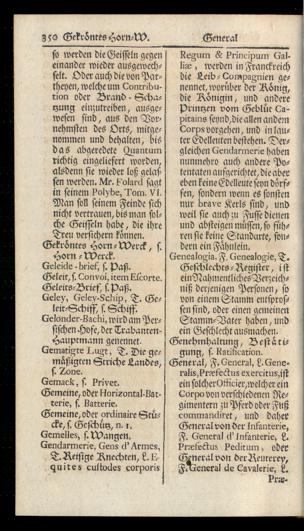 350 Gekröntes Horn-W. General
so werden die Geisseln gegen
einander wieder ausgewech-
selt. Oder auch die von Par-
theyen, welche um Contribu-
tion oder Brand-Scha-
tzung einzutreiben, ausge-
wesen sind, aus den Vor-
nehmsten des Orts, mitge-
nommen und behalten, bis
das abgeredete Quantum
richtig eingeliefert worden,
alsdenn sie wieder loß gelas-
sen werden. Mr. Folard sagt
in seinem Polybe, Tom. VI.
Man soll seinem Feinde sich
nicht vertrauen, bis man sol-
che Geisseln habe, die ihre
Treu versichern können.
Gekröntes Horn-Werck, s.
Horn-Werck.
Geleide-brief, s. Paß.
Geleit, s. Convoi, item Escorte.
Geleits-Brief, s. Paß.
Geley, Geley-Schip, T. Ge-
leit-Schiff, s. Schiff.
Gelonder-Bachi, wird am Per-
sischen-Hofe, der Trabanten-
Hauptmann genennet.
Gematigte Lugt, T. Die ge-
mäßigten Striche Landes,
s. Zone.
Gemack, s. Privet.
Gemeine, oder Horizontal-Bat-
terie, s. Batterie.
Gemeine, oder ordinaire Stü-
cke, s. Geschütz, n. 1.
Gemelles, s. Wangen.
Gendarmerie, Gens d'Armes,
T. Reisige Knechten, L. E-
quites custodes corporis
Regum & Principum Gal-
liæ, werden in Franckreich
die Leib-Compagnien ge-
nennet, worüber der König,
die Königin, und andere
Printzen vom Geblüt Ca-
pitains seynd, die allen andern
Corps vorgehen, und in lau-
ter Edelleuten bestehen. Der-
gleichen Gendarmerie haben
nunmehro auch andere Po-
tentaten aufgerichtet, die aber
eben keine Edelleute seyn dörf-
fen, sondern wenn es sonsten
nur brave Kerls sind, und
weil sie auch zu Fusse dienen
und absteigen müssen, so füh-
ren sie keine Standarte, son-
dern ein Fähnlein.
Genealogia, F. Genealogie, T.
Geschlechts-Register, ist
ein Nahmentliches Verzeich-
niß derjenigen Personen, so
von einem Stamm entspros-
sen sind, oder einen gemeinen
Stamm-Vater haben, und
ein Geschlecht ausmachen.
Genehmhaltung, Bestäti-
gung, s. Ratification.
General, F. General, L. Gene-
ralis, Præfectus exercitus, ist
ein solcher Officier, welcher ein
Corpo von verschiedenen Re-
gimentern zu Pferd oder Fuß
commandiret, und daher
General von der Infanterie,
F. General d'Infanterie, L.
Præfectus Peditum, oder
General von der Reuterey,
F. General de Cavalerie, L.
Præ-